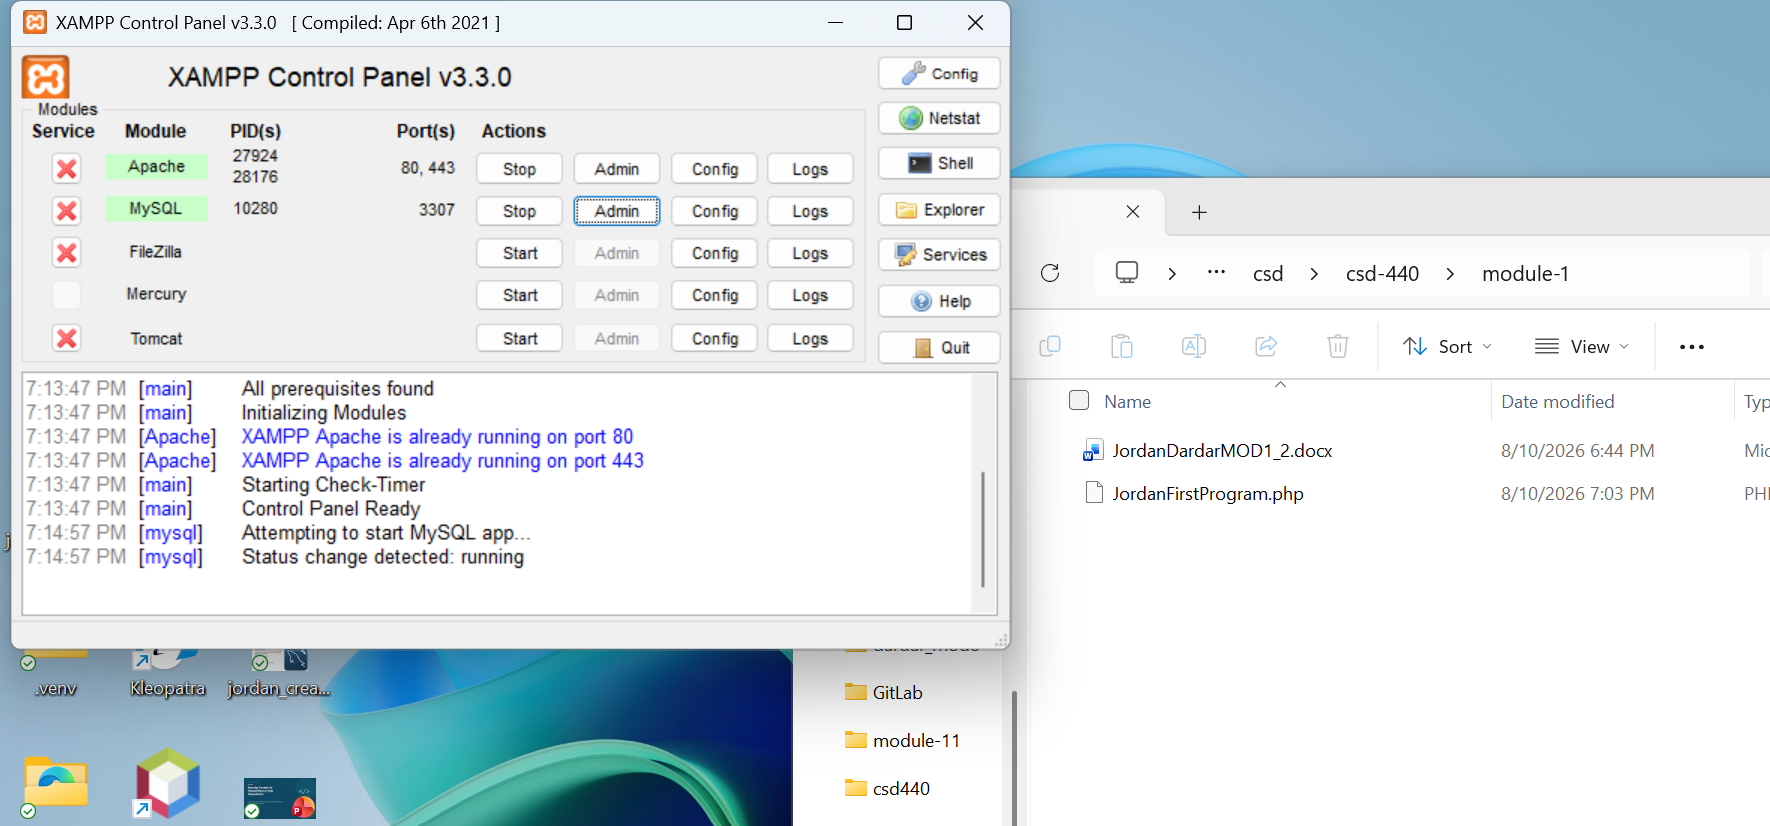 XAMPP Control Panel v3.3.0 [ Compiled: Apr 6th 2021 ]
XAMPP Control Panel v3.3.0
Config
Modules
Service Module PID(s) Port(s) Actions
Netstat
Apache 27924 28176 80, 443 Stop Admin Config Logs
Shell
MySQL 10280 3307 Stop Admin Config Logs
Explorer
FileZilla Start Admin Config Logs
Services
Mercury Start Admin Config Logs
Help
Tomcat Start Admin Config Logs
Quit
7:13:47 PM [main] All prerequisites found
7:13:47 PM [main] Initializing Modules
7:13:47 PM [Apache] XAMPP Apache is already running on port 80
7:13:47 PM [Apache] XAMPP Apache is already running on port 443
7:13:47 PM [main] Starting Check-Timer
7:13:47 PM [main] Control Panel Ready
7:14:57 PM [mysql] Attempting to start MySQL app...
7:14:57 PM [mysql] Status change detected: running
csd > csd-440 > module-1
Sort View
Name Date modified Typ
JordanDardarMOD1_2.docx 8/10/2026 6:44 PM Mic
JordanFirstProgram.php 8/10/2026 7:03 PM PH
.venv Kleopatra jordan_crea...
GitLab
module-11
csd440